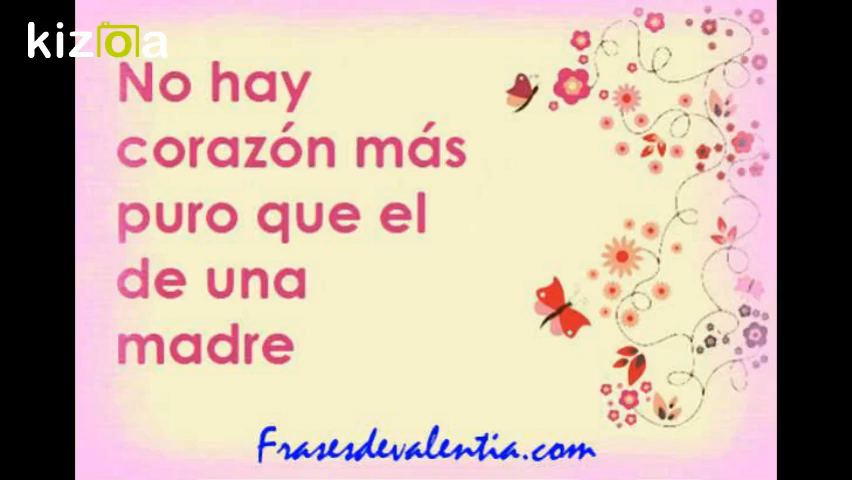 kizoa
No hay
corazón más
puro que el
de una
madre
Frasesdevalentia.com